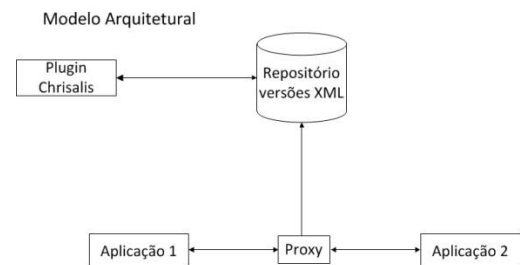 Modelo Arquitetural
Plugin
Chrisalis
Repositório
versões XML
Aplicação 1
Proxy
Aplicação 2